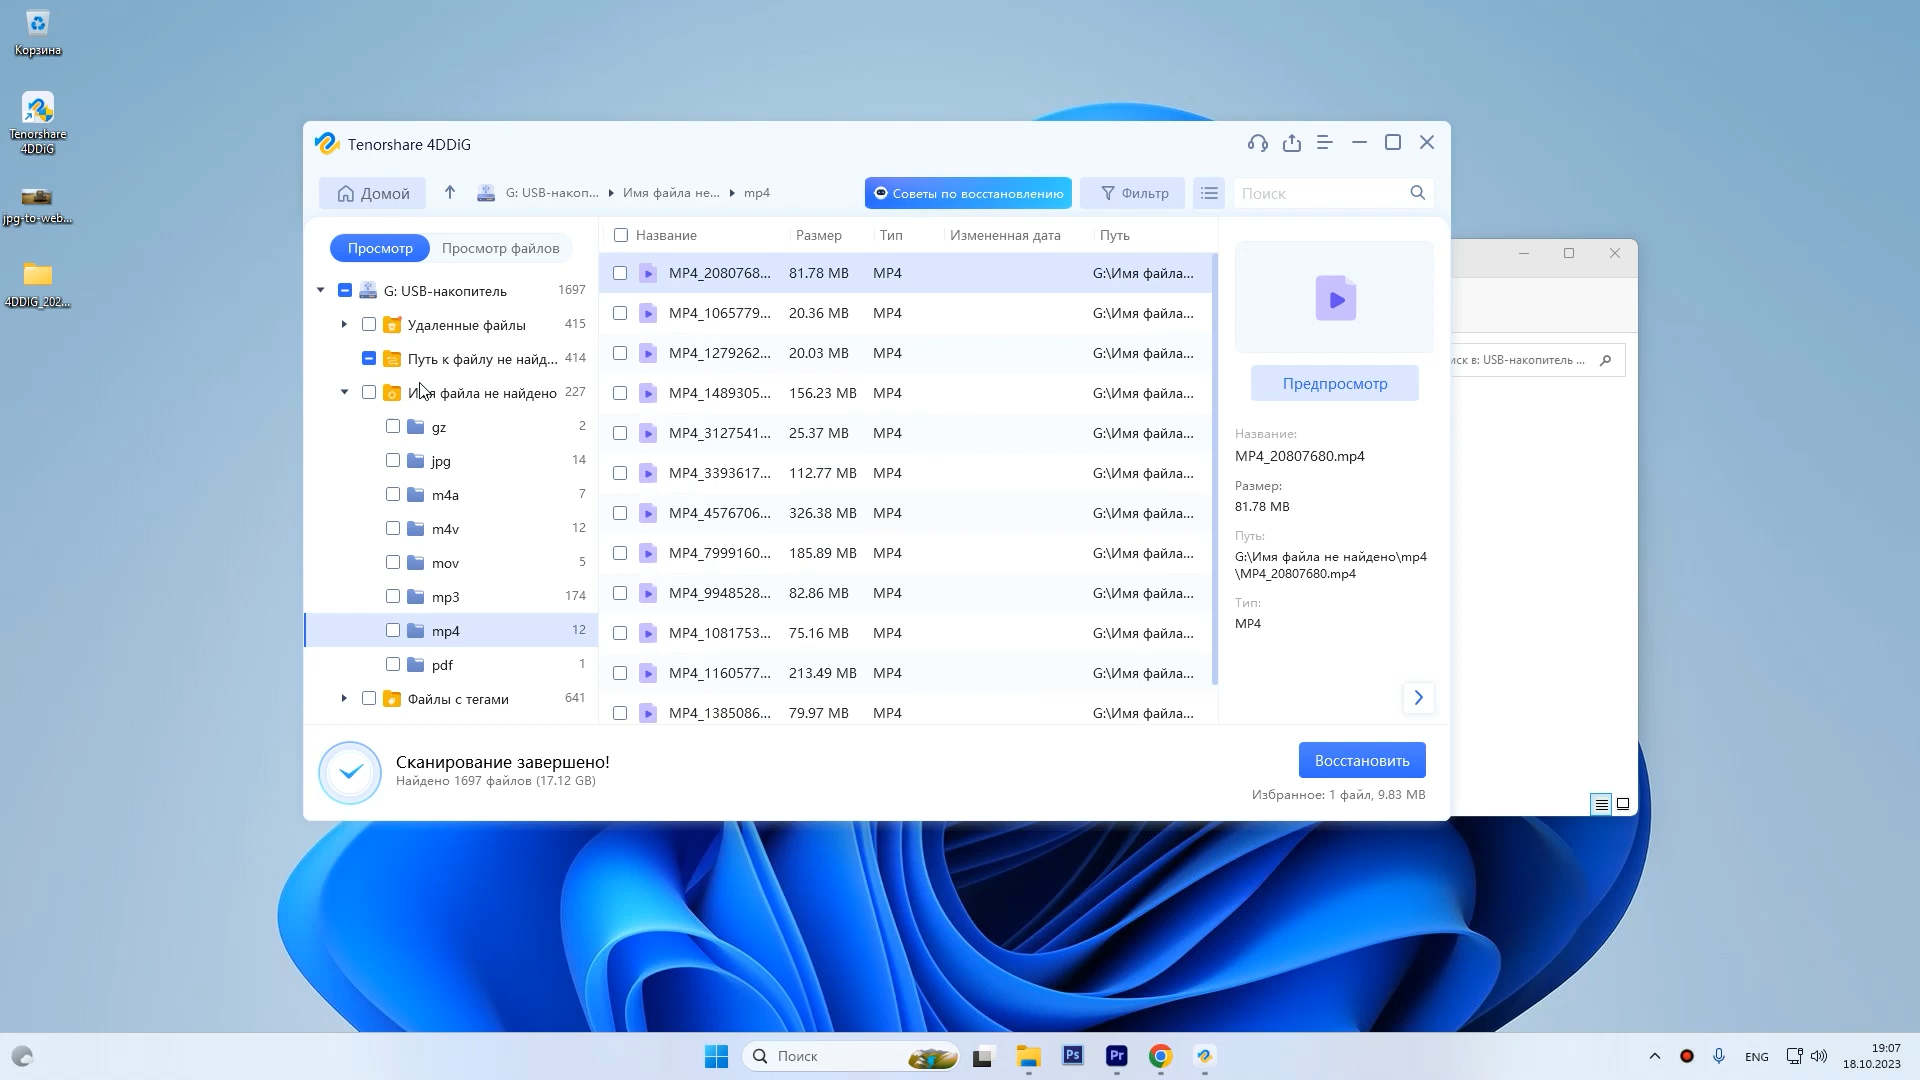 Корзина
Tenorshare
4DDiG
jpg-to-web...
4DDIG_202...
Tenorshare 4DDiG
Домой
G: USB-накоп...
Имя файла не...
mp4
Советы по восстановлению
Фильтр
Поиск
Просмотр
Просмотр файлов
G: USB-накопитель 1697
Удаленные файлы 415
Путь к файлу не найд... 414
Имя файла не найдено 227
gz 2
jpg 14
m4a 7
m4v 12
mov 5
mp3 174
mp4 12
pdf 1
Файлы с тегами 641
Название Размер Тип Измененная дата Путь
MP4_2080768... 81.78 MB MP4 G:\Имя файла...
MP4_1065779... 20.36 MB MP4 G:\Имя файла...
MP4_1279262... 20.03 MB MP4 G:\Имя файла...
MP4_1489305... 156.23 MB MP4 G:\Имя файла...
MP4_3127541... 25.37 MB MP4 G:\Имя файла...
MP4_3393617... 112.77 MB MP4 G:\Имя файла...
MP4_4576706... 326.38 MB MP4 G:\Имя файла...
MP4_7999160... 185.89 MB MP4 G:\Имя файла...
MP4_9948528... 82.86 MB MP4 G:\Имя файла...
MP4_1081753... 75.16 MB MP4 G:\Имя файла...
MP4_1160577... 213.49 MB MP4 G:\Имя файла...
MP4_1385086... 79.97 MB MP4 G:\Имя файла...
Предпросмотр
Название:
MP4_20807680.mp4
Размер:
81.78 MB
Путь:
G:\Имя файла не найдено\mp4
\MP4_20807680.mp4
Тип:
MP4
Сканирование завершено!
Найдено 1697 файлов (17.12 GB)
Восстановить
Избранное: 1 файл, 9.83 MB
иск в: USB-накопитель ...
Поиск
Ps
Pr
ENG
19:07
18.10.2023